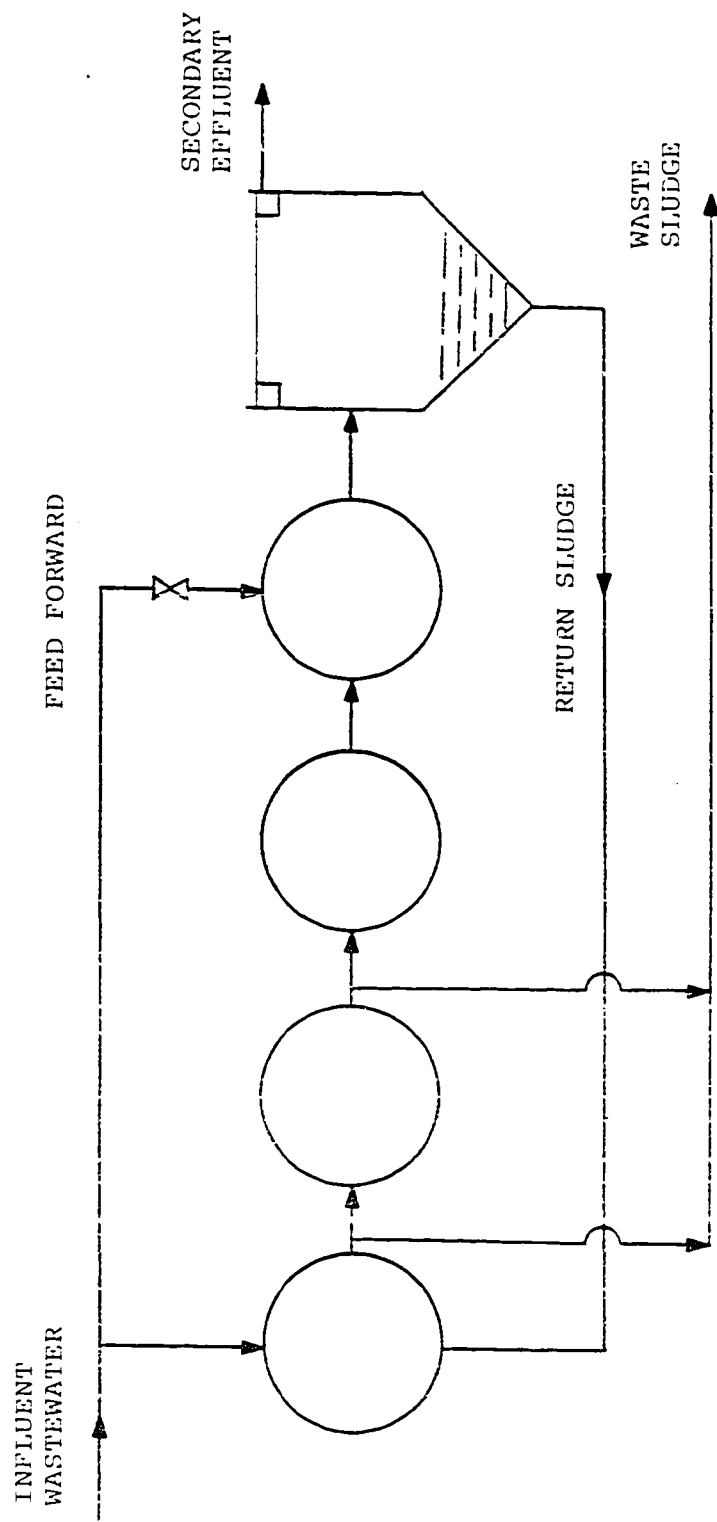 INFLUENT
WASTEWATER
FEED FORWARD
SECONDARY
EFFLUENT
RETURN SLUDGE
WASTE
SLUDGE